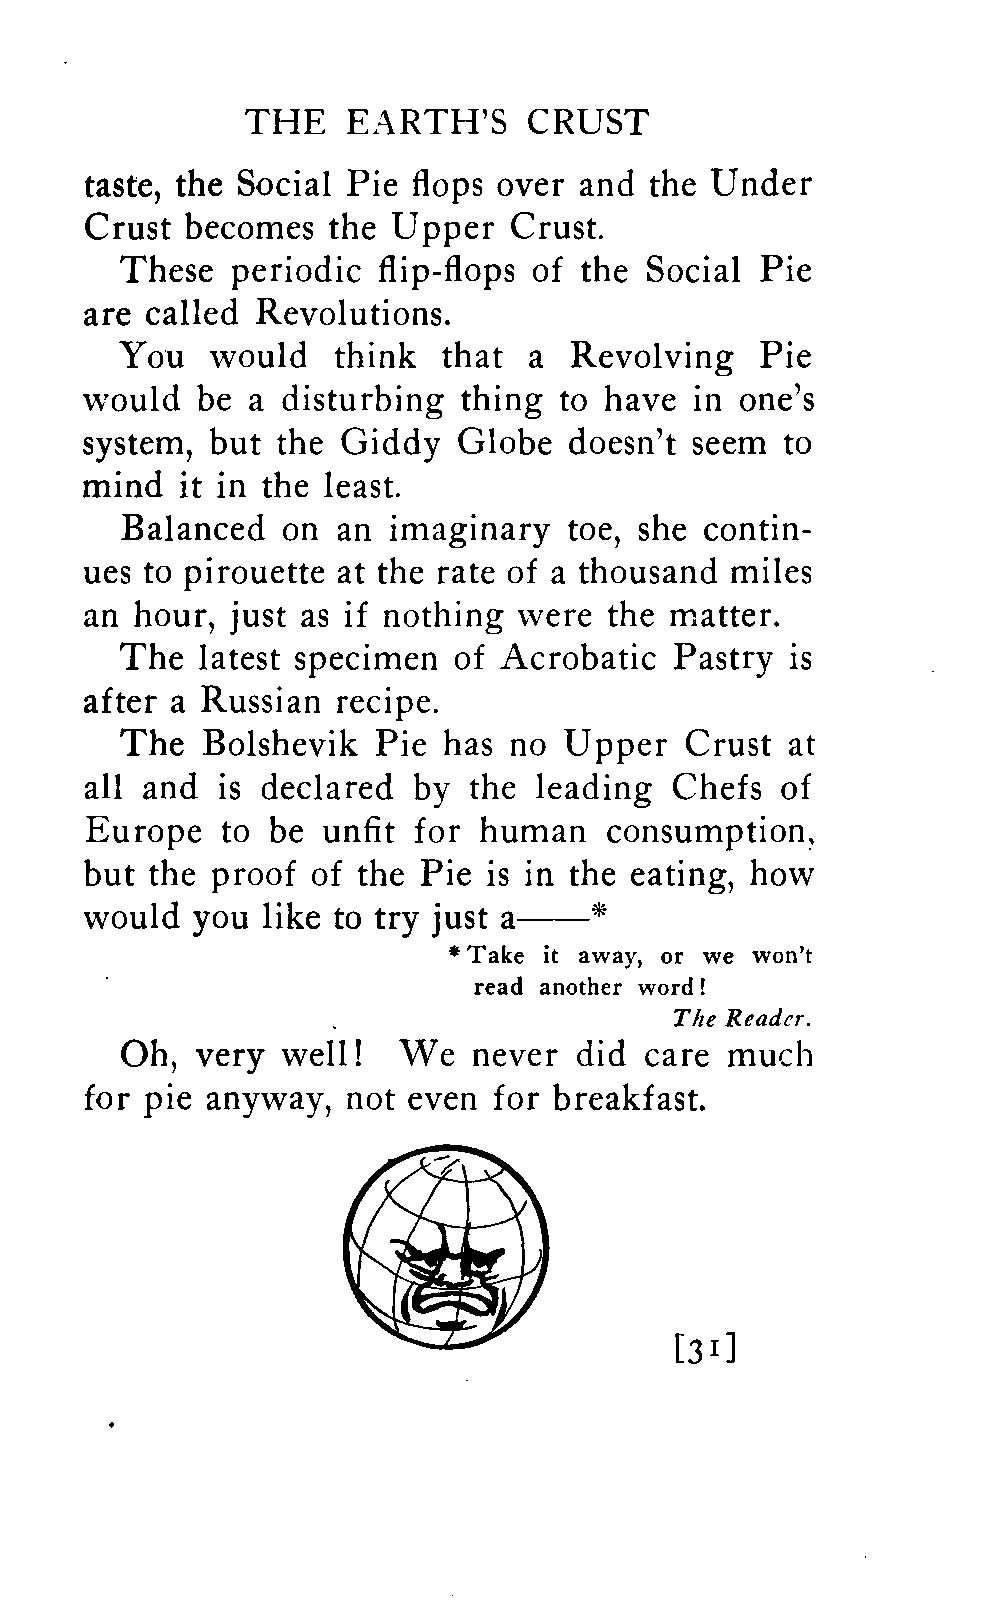 THE EARTH'S CRUST
taste, the Social Pie flops over and the Under
Crust becomes the Upper Crust.
These periodic flip-flops of the Social Pie
are called Revolutions.
You would think that a Revolving Pie
would be a disturbing thing to have in one's
system, but the Giddy Globe doesn't seem to
mind it in the least.
Balanced on an imaginary toe, she contin-
ues to pirouette at the rate of a thousand miles
an hour, just as if nothing were the matter.
The latest specimen of Acrobatic Pastry is
after a Russian recipe.
The Bolshevik Pie has no Upper Crust at
all and is declared by the leading Chefs of
Europe to be unfit for human consumption,
but the proof of the Pie is in the eating, how
would you like to try just a——*
* Take it away, or we won't
read another word!
The Reader.
Oh, very well! We never did care much
for pie anyway, not even for breakfast.
[31]